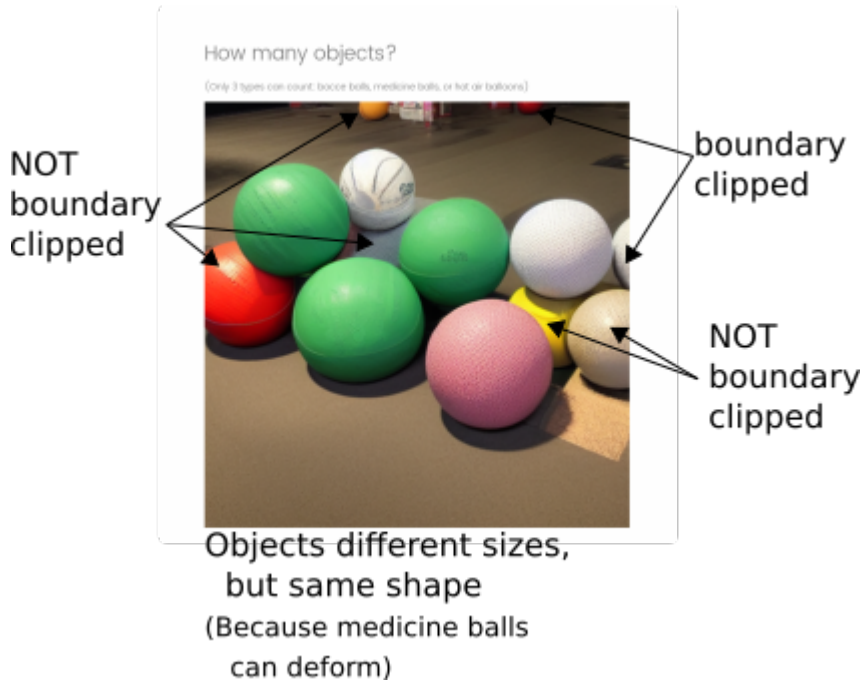 How many objects?
(Only 3 types can count: bocce balls, medicine balls, or hot air balloons)
NOT
boundary
clipped
boundary
clipped
NOT
boundary
clipped
Objects different sizes,
but same shape
(Because medicine balls
can deform)